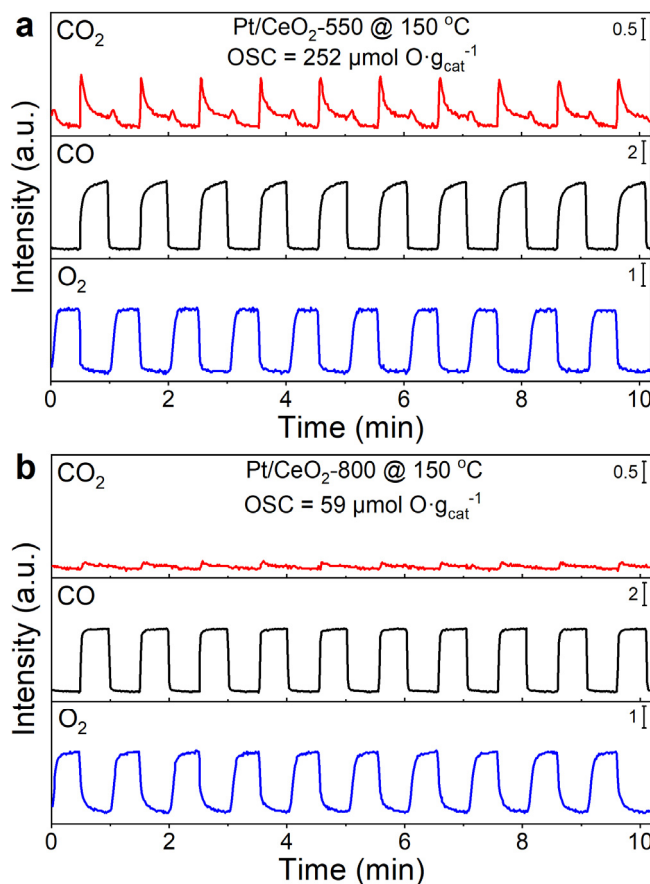 a
CO₂
Pt/CeO₂-550 @ 150 °C
OSC = 252 μmol O·g_cat⁻¹
0.5
CO
2
O₂
1
Intensity (a.u.)
0 2 4 6 8 10
Time (min)
b
CO₂
Pt/CeO₂-800 @ 150 °C
OSC = 59 μmol O·g_cat⁻¹
0.5
CO
2
O₂
1
Intensity (a.u.)
0 2 4 6 8 10
Time (min)